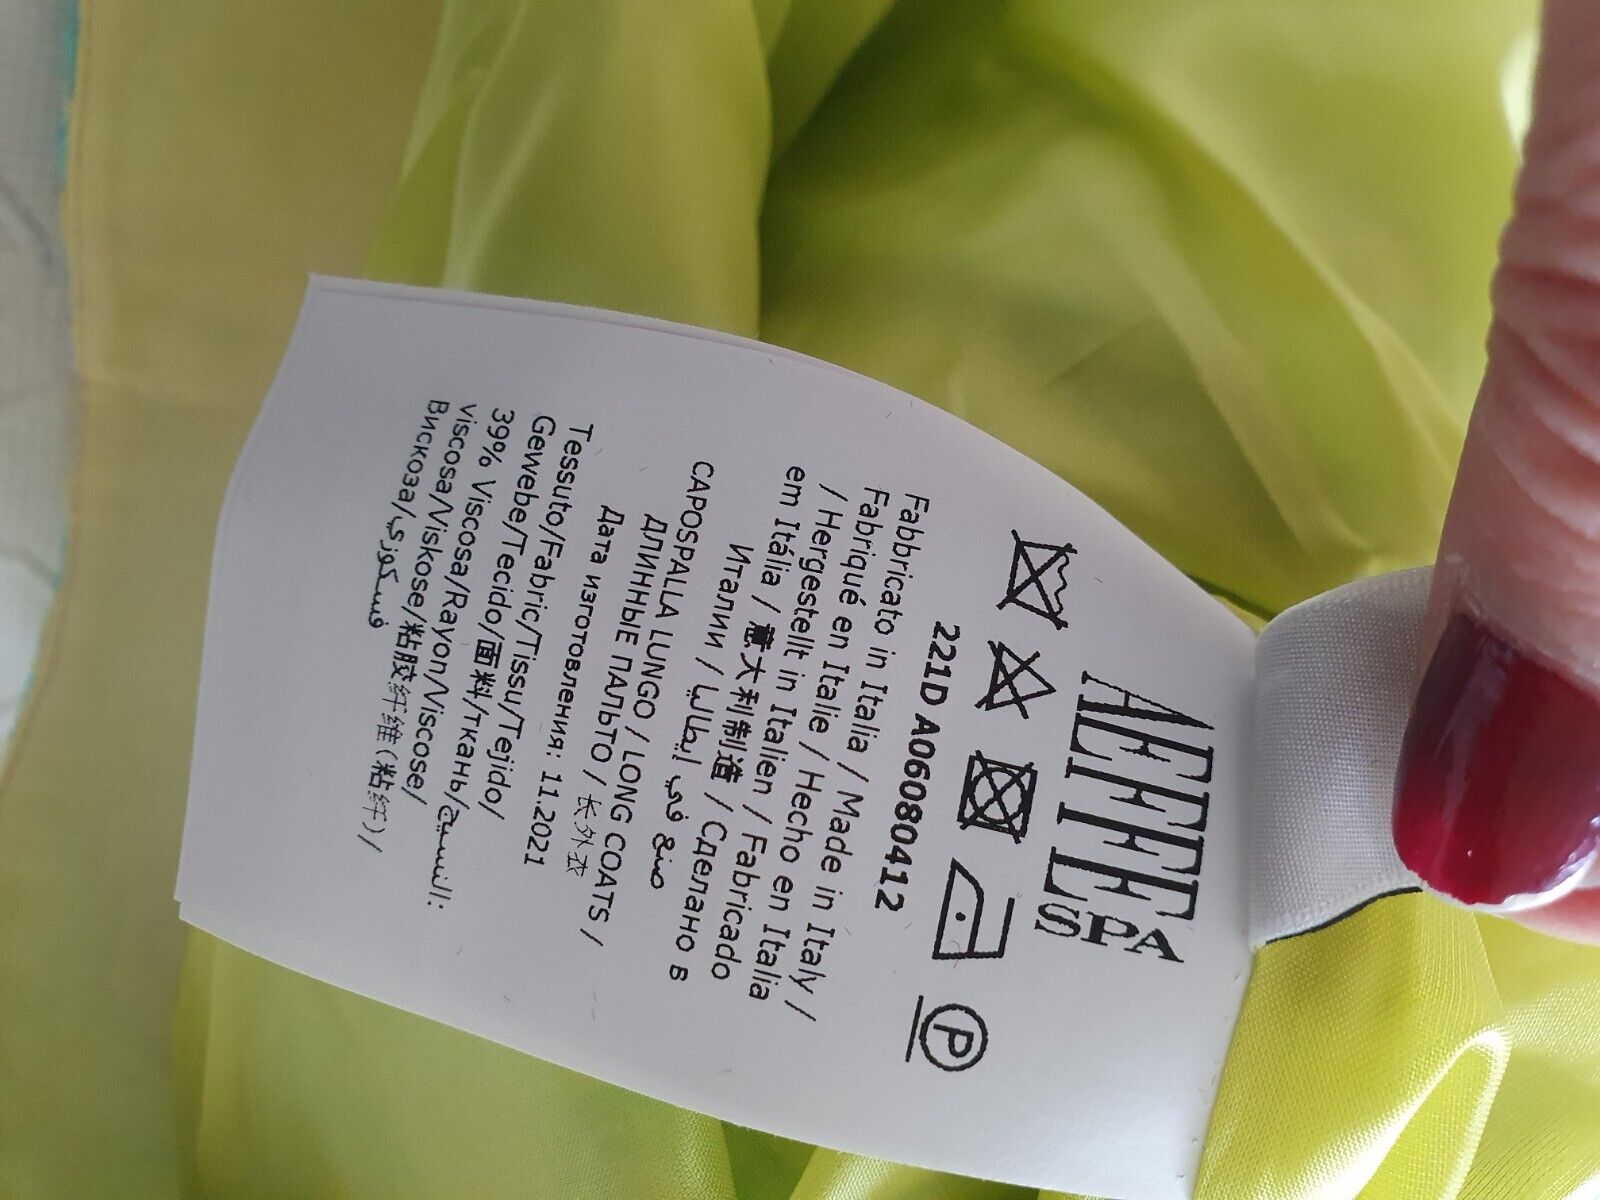 AEFFE
SPA
P
221D A06080412
Fabbricato in Italia / Made in Italy /
Fabriqué en Italie / Hecho en Italia
/ Hergestellt in Italien / Fabricado
em Itália / 意大利制造 / Сделано в
Италии / صنع في إيطاليا
CAPOSPALLA LUNGO / LONG COATS /
ДЛИННЫЕ ПАЛЬТО / 长外衣
Дата изготовления: 11.2021
Tessuto/Fabric/Tissu/Tejido/
Gewebe/Tecido/面料/ткань/النسيج:
39% Viscosa/Rayon/Viscose/
viscosa/Viskose/粘胶纤维(粘纤)/
Вискоза/فيسكوزي